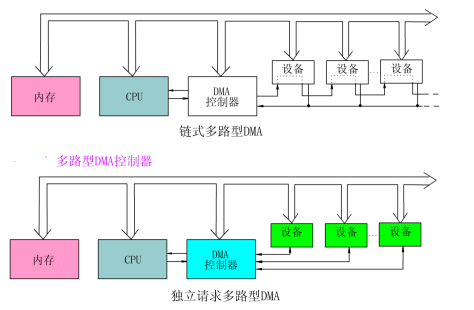 设备 设备 … 设备
内存 CPU DMA
控制器
链式多路型DMA
多路型DMA控制器
设备 设备 … 设备
内存 CPU DMA
控制器
独立请求多路型DMA